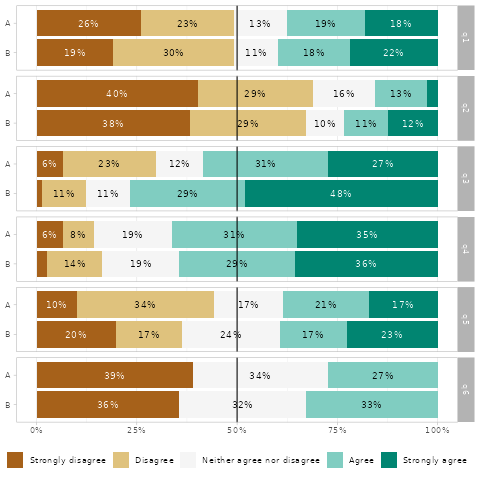 A 26% 23% 13% 19% 18%
B 19% 30% 11% 18% 22%
q1
A 40% 29% 16% 13%
B 38% 29% 10% 11% 12%
q2
A 6% 23% 12% 31% 27%
B 11% 11% 29% 48%
q3
A 6% 8% 19% 31% 35%
B 14% 19% 29% 36%
q4
A 10% 34% 17% 21% 17%
B 20% 17% 24% 17% 23%
q5
A 39% 34% 27%
B 36% 32% 33%
q6
0% 25% 50% 75% 100%
Strongly disagree Disagree Neither agree nor disagree Agree Strongly agree